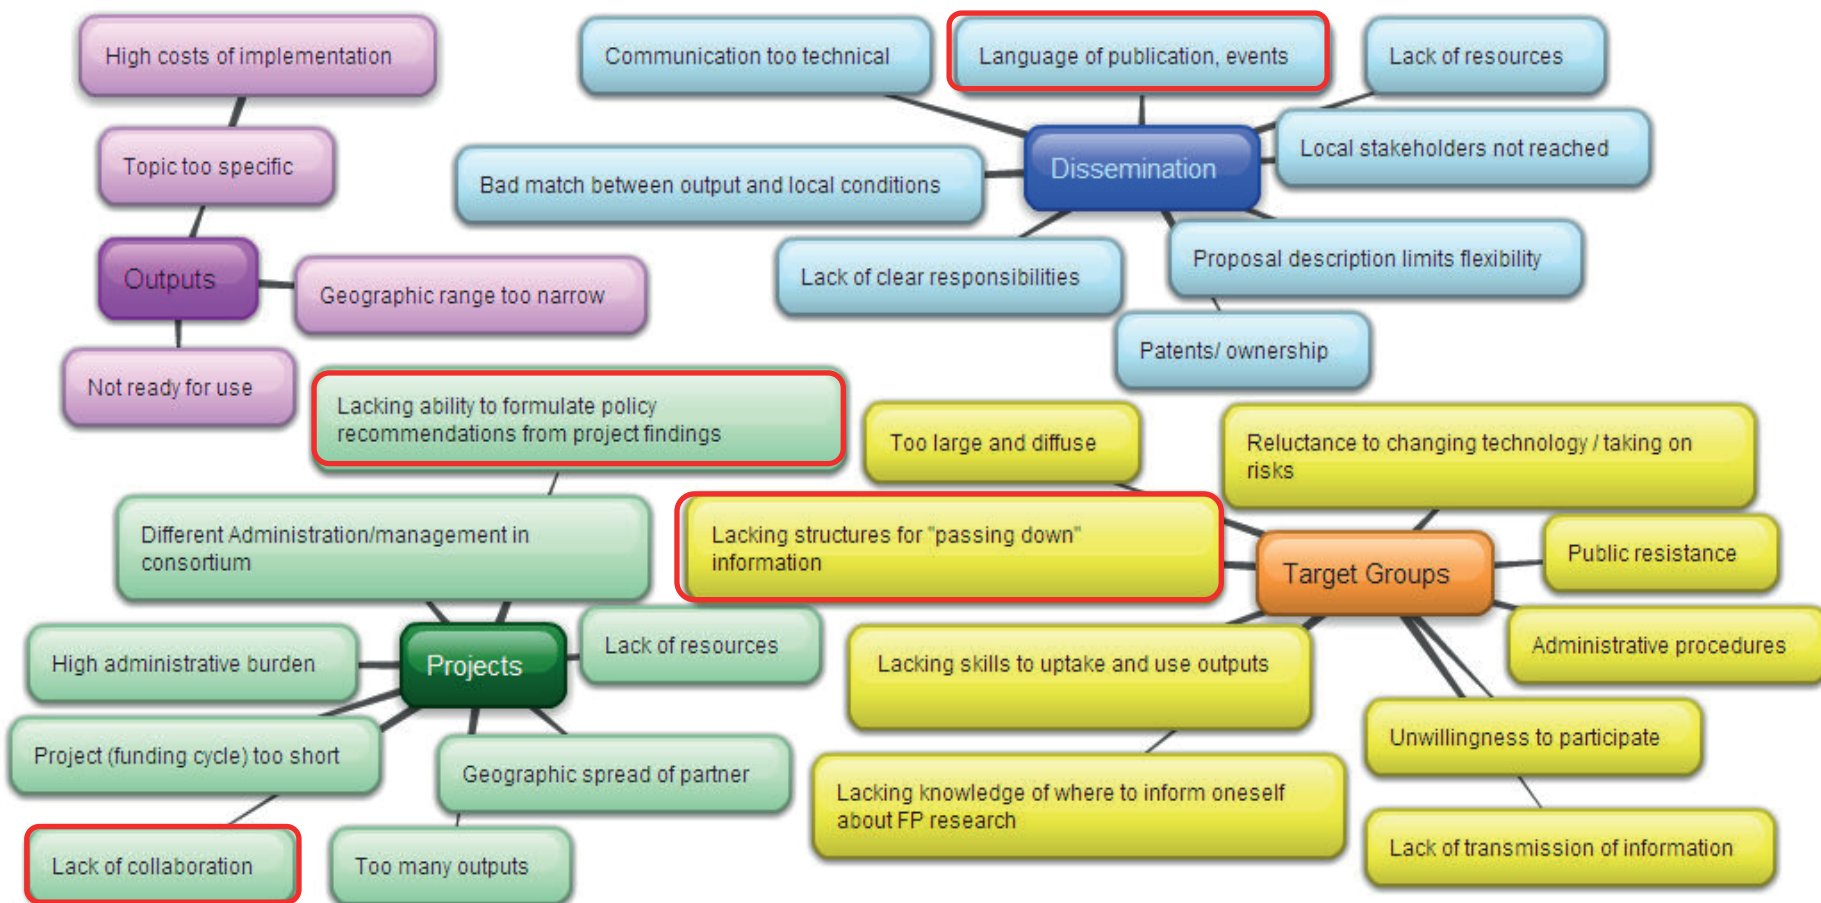 High costs of implementation
Topic too specific
Outputs
Geographic range too narrow
Not ready for use
Communication too technical
Language of publication, events
Lack of resources
Local stakeholders not reached
Dissemination
Bad match between output and local conditions
Lack of clear responsibilities
Proposal description limits flexibility
Patents/ ownership
Lacking ability to formulate policy
recommendations from project findings
Different Administration/management in
consortium
High administrative burden
Projects
Lack of resources
Project (funding cycle) too short
Geographic spread of partner
Lack of collaboration
Too many outputs
Too large and diffuse
Reluctance to changing technology / taking on
risks
Lacking structures for "passing down"
information
Target Groups
Public resistance
Administrative procedures
Lacking skills to uptake and use outputs
Unwillingness to participate
Lacking knowledge of where to inform oneself
about FP research
Lack of transmission of information